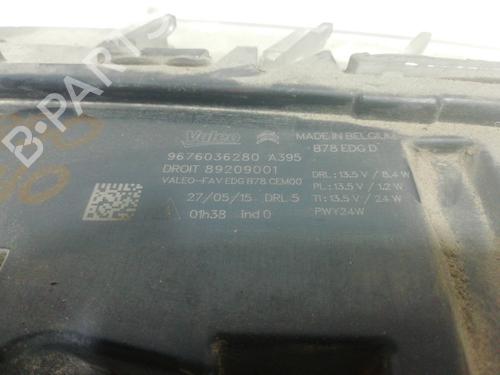 Valeo
MADE IN BELGIUM
B78 EDG D
9676036280 A395
DROIT 89209001
VALEO-FAV EDG B78 CEM00
27/05/15 DRL 5
01h38 ind 0
DRL: 13.5 V / 8,4 W
PL: 13.5 V / 1,2 W
TI: 13.5 V / 24 W
PWY24W
B-PARTS